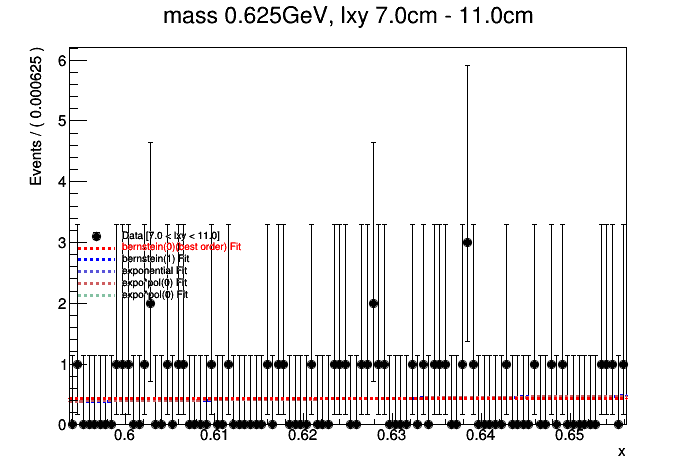 mass 0.625GeV, lxy 7.0cm - 11.0cm
Events / ( 0.000625 )
6
5
4
3
2
1
0
Data [7.0 < lxy < 11.0]
bernstein(0)(best order) Fit
bernstein(1) Fit
exponential Fit
expo*pol(0) Fit
expo*pol(0) Fit
0.6 0.61 0.62 0.63 0.64 0.65
x